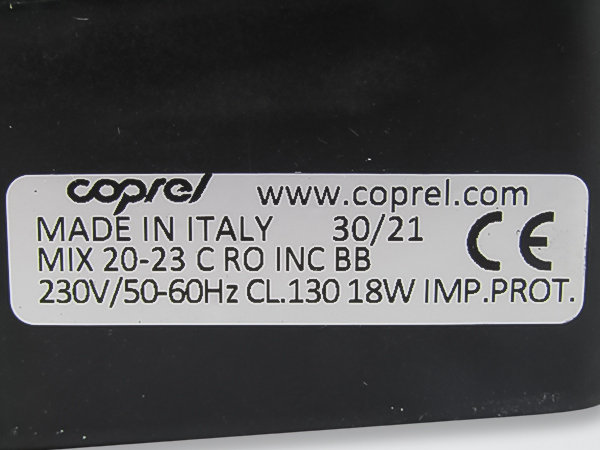 coprel www.coprel.com
MADE IN ITALY 30/21
MIX 20-23 C RO INC BB
230V/50-60Hz CL.130 18W IMP.PROT.
CE